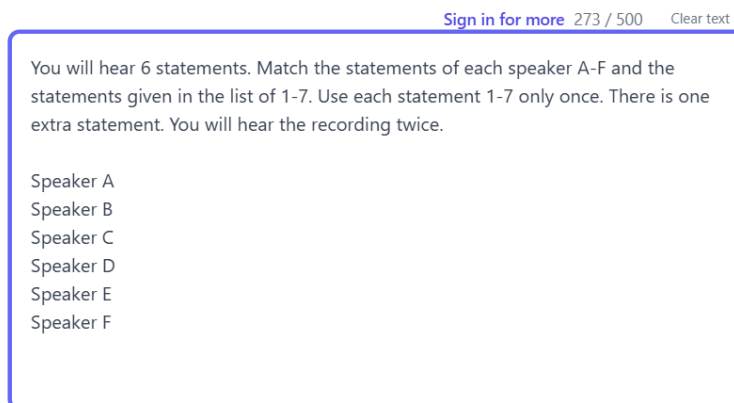 Sign in for more 273 / 500 Clear text
You will hear 6 statements. Match the statements of each speaker A-F and the
statements given in the list of 1-7. Use each statement 1-7 only once. There is one
extra statement. You will hear the recording twice.
Speaker A
Speaker B
Speaker C
Speaker D
Speaker E
Speaker F